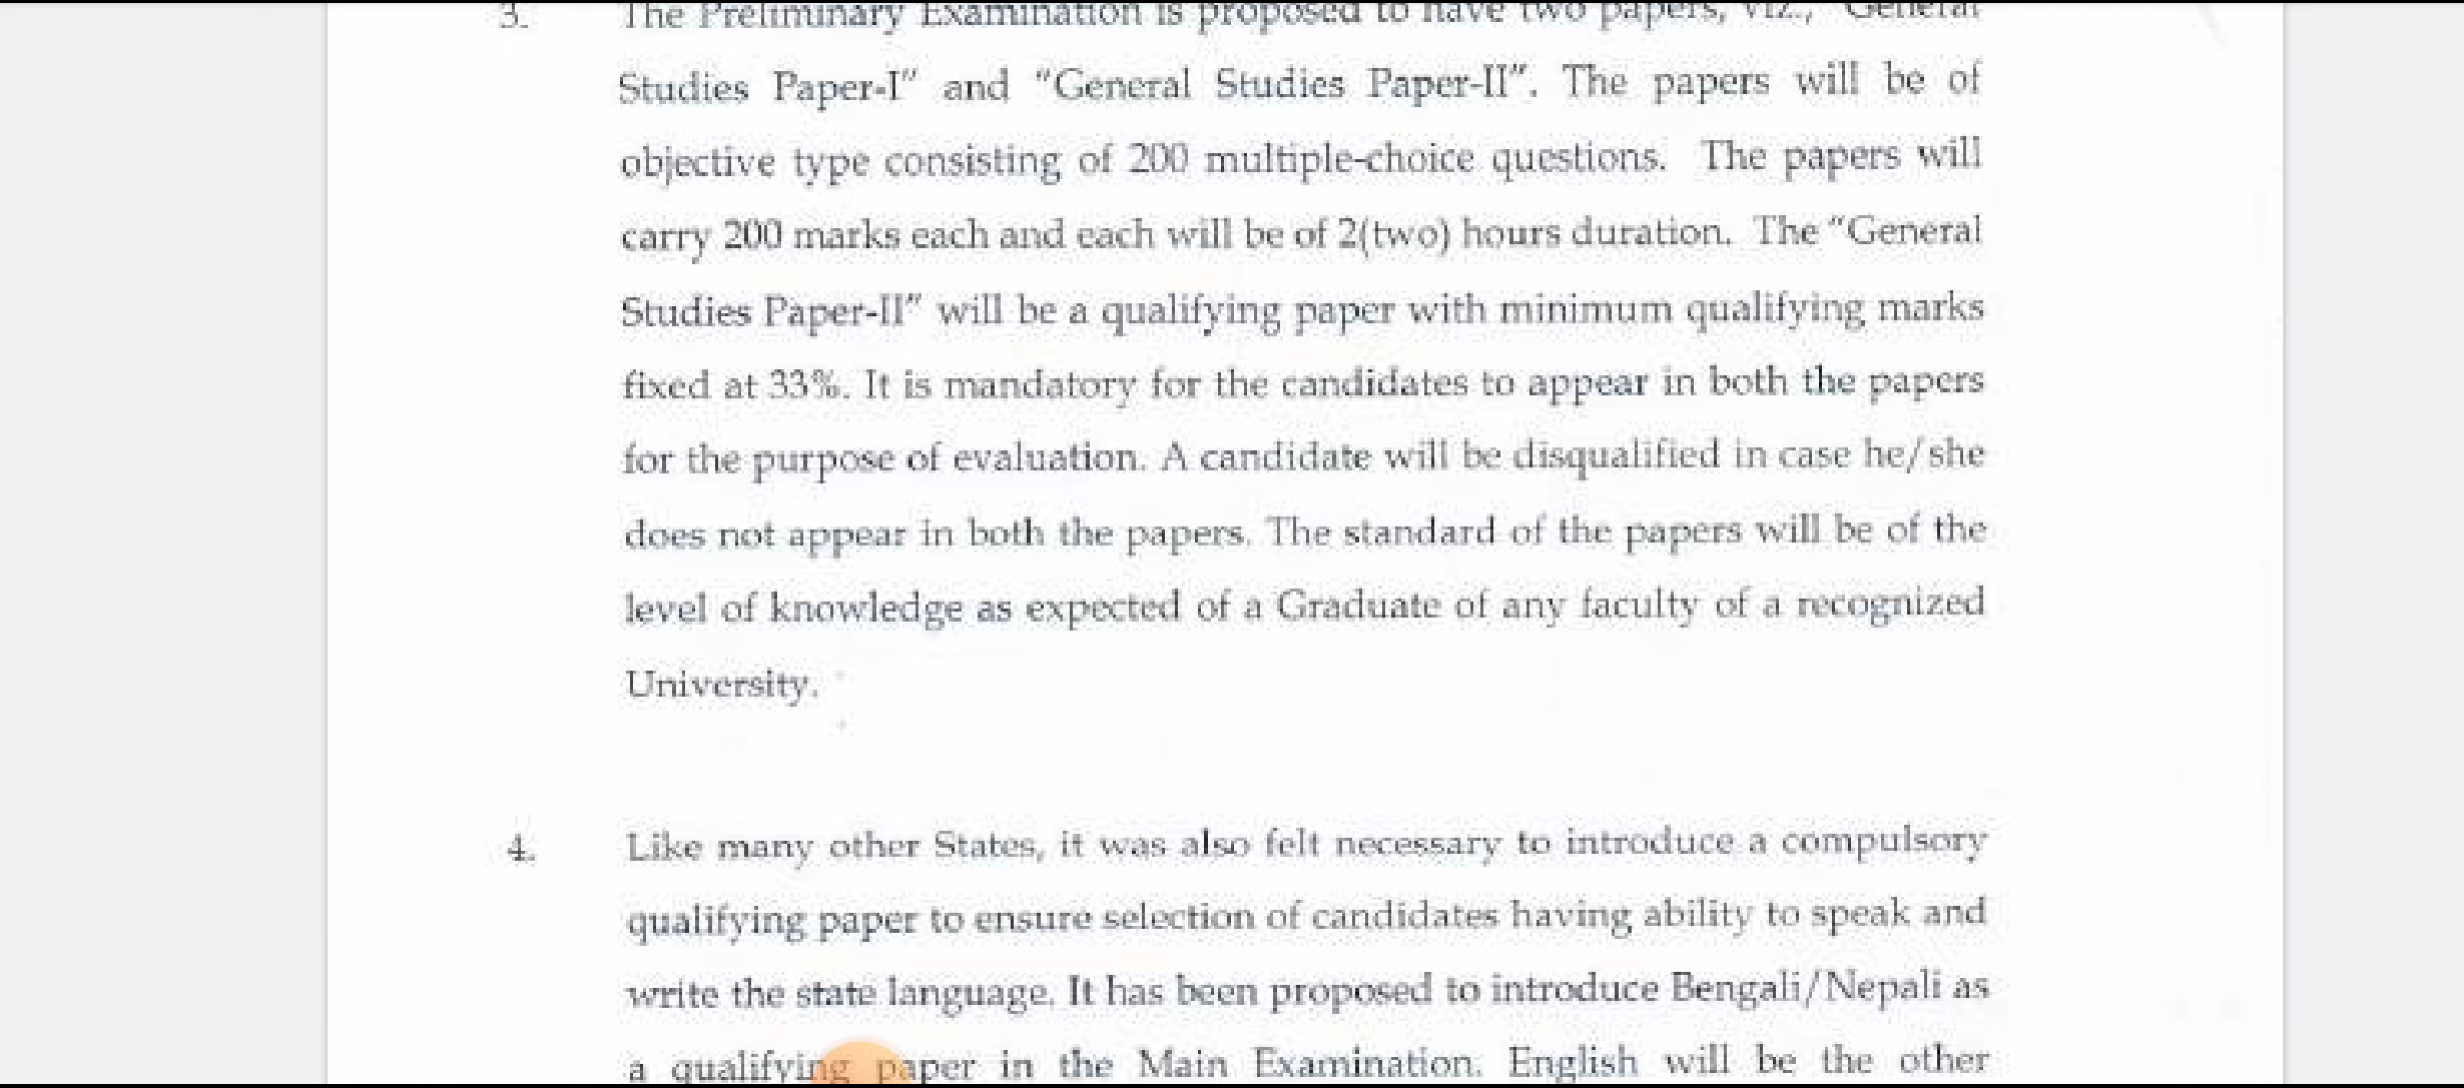 3. The Preliminary Examination is proposed to have two papers, viz., "General
Studies Paper-I" and "General Studies Paper-II". The papers will be of
objective type consisting of 200 multiple-choice questions. The papers will
carry 200 marks each and each will be of 2(two) hours duration. The "General
Studies Paper-II" will be a qualifying paper with minimum qualifying marks
fixed at 33%. It is mandatory for the candidates to appear in both the papers
for the purpose of evaluation. A candidate will be disqualified in case he/she
does not appear in both the papers. The standard of the papers will be of the
level of knowledge as expected of a Graduate of any faculty of a recognized
University.
4. Like many other States, it was also felt necessary to introduce a compulsory
qualifying paper to ensure selection of candidates having ability to speak and
write the state language. It has been proposed to introduce Bengali/Nepali as
a qualifying paper in the Main Examination. English will be the other